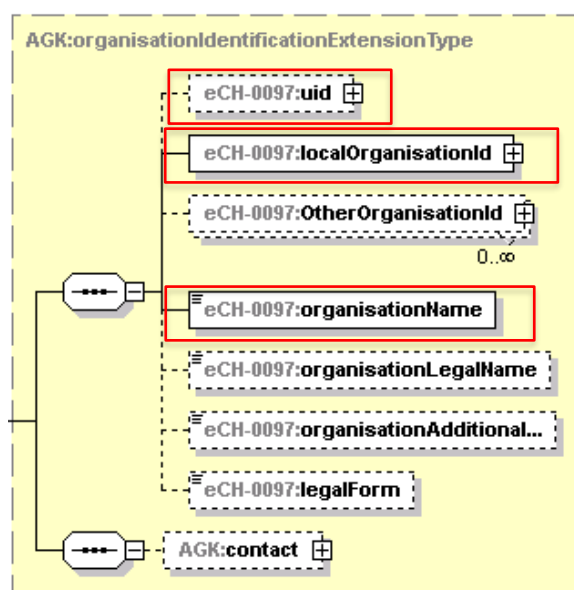 AGK:organisationIdentificationExtensionType
eCH-0097:uid
eCH-0097:localOrganisationId
eCH-0097:OtherOrganisationId
0..∞
eCH-0097:organisationName
eCH-0097:organisationLegalName
eCH-0097:organisationAdditional...
eCH-0097:legalForm
AGK:contact